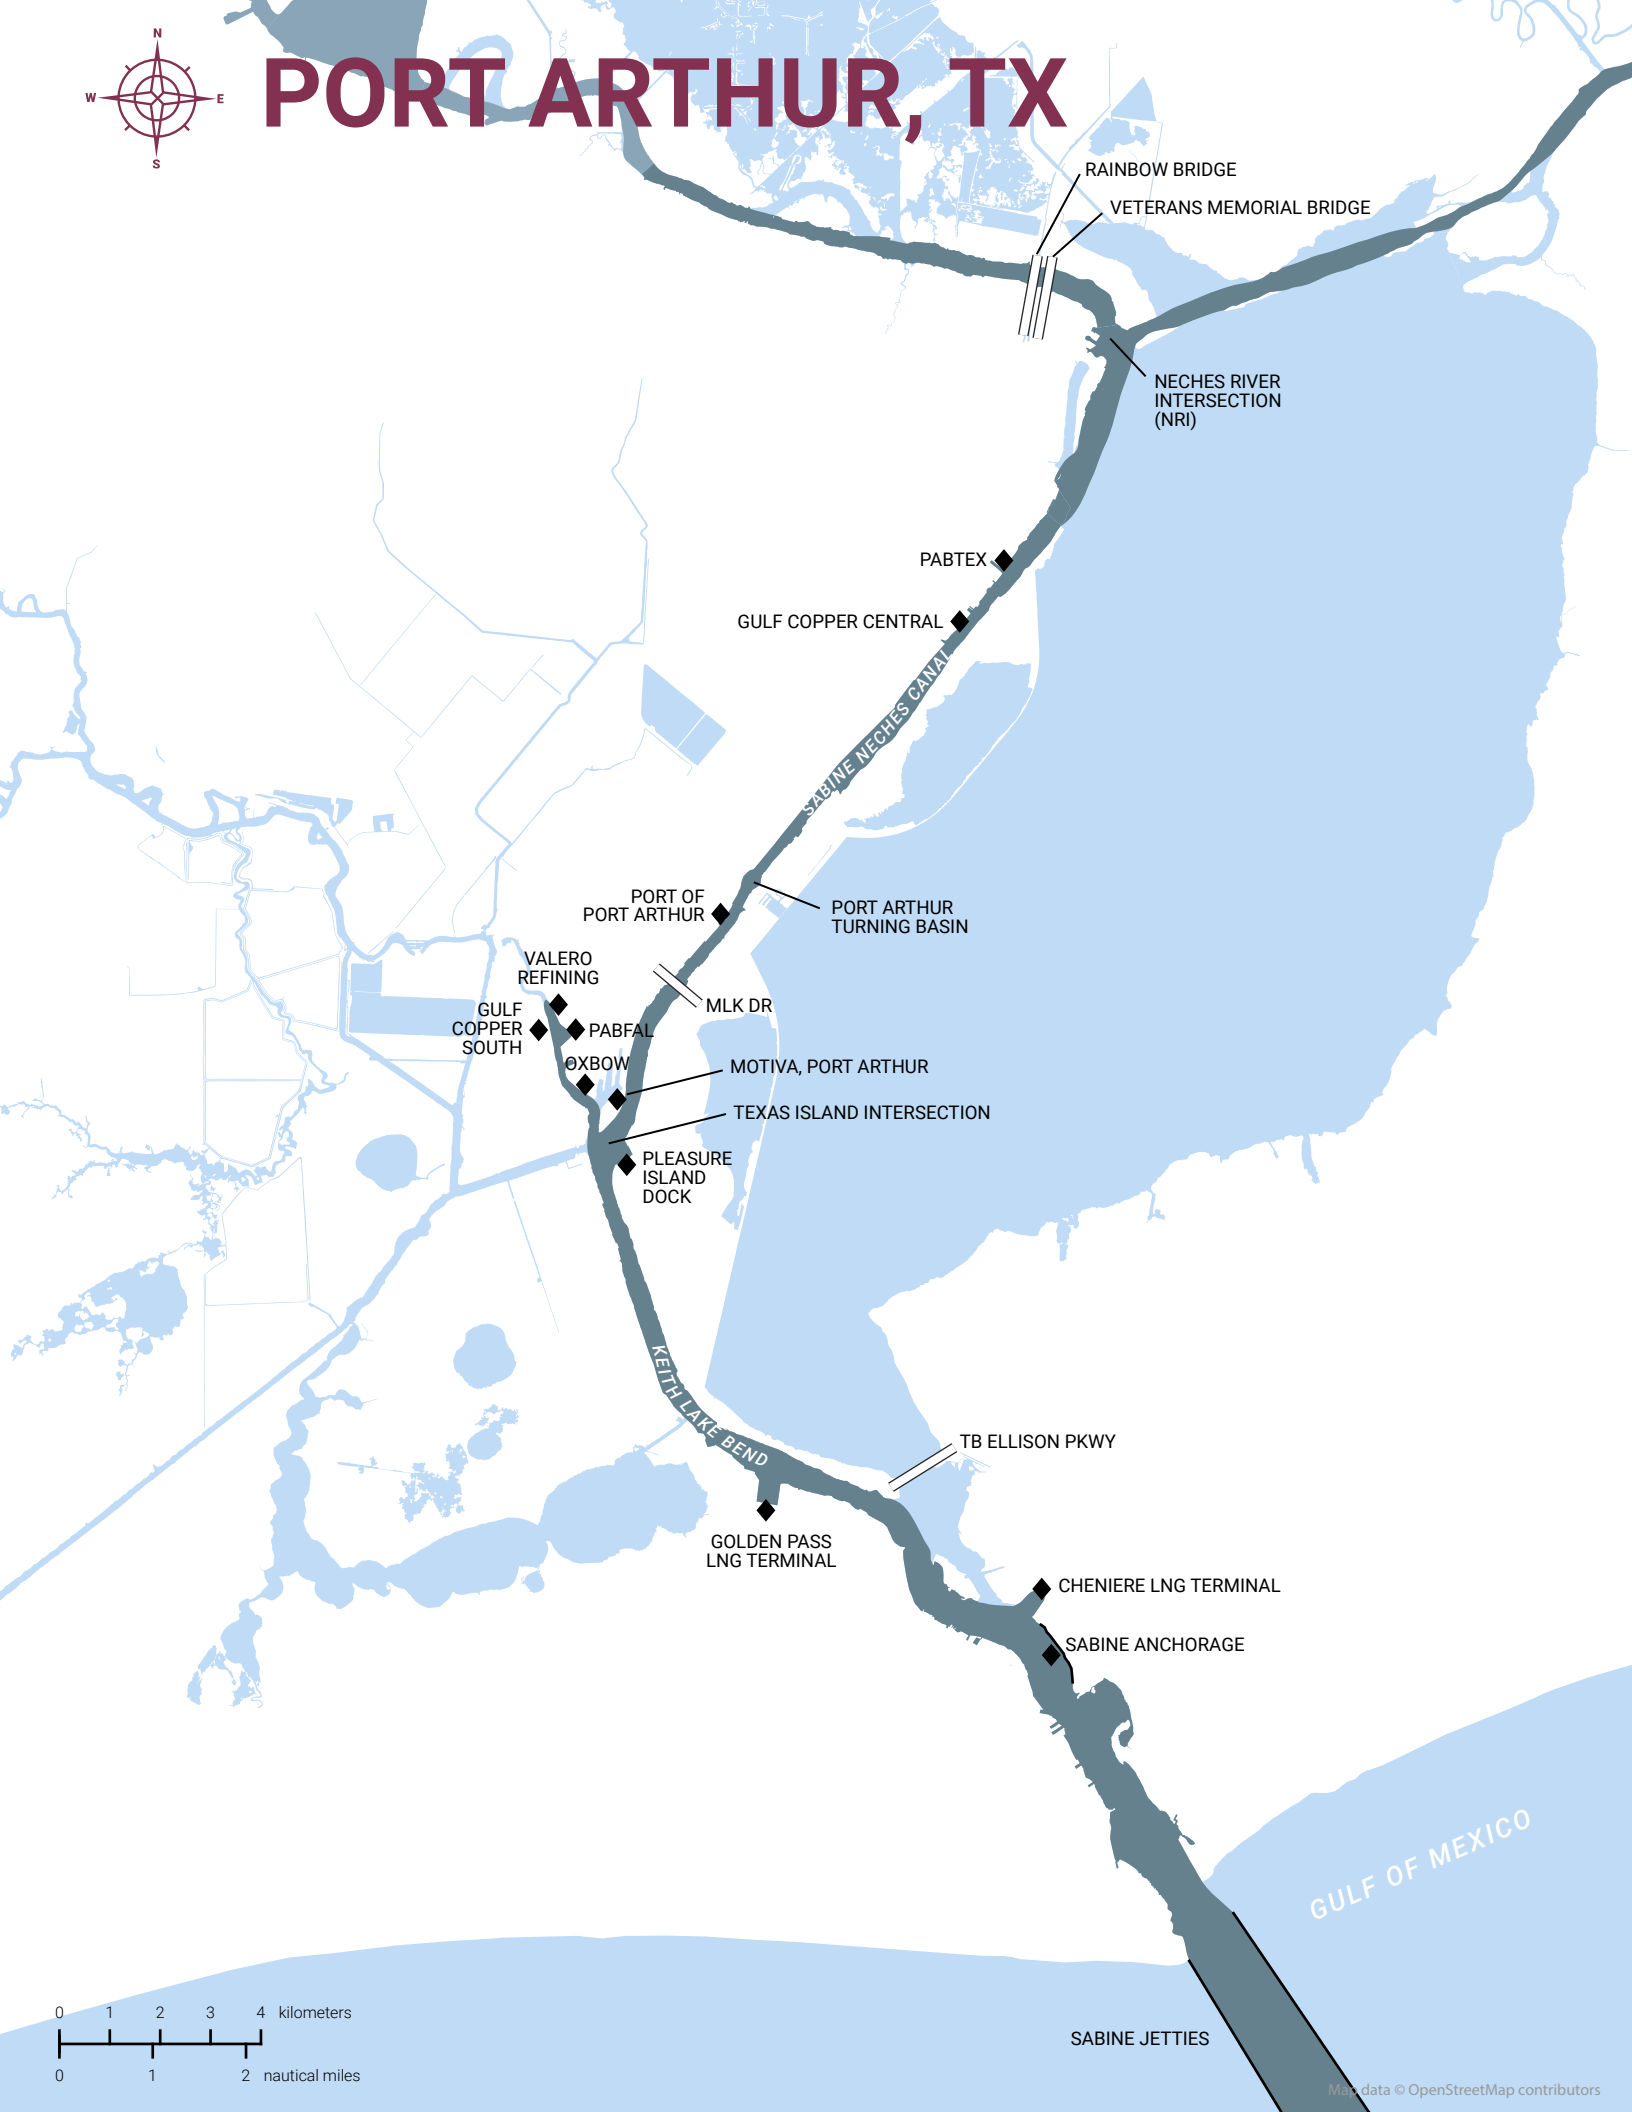 N
W
E
S
PORT ARTHUR, TX
RAINBOW BRIDGE
VETERANS MEMORIAL BRIDGE
NECHES RIVER
INTERSECTION
(NRI)
PABTEX
GULF COPPER CENTRAL
SABINE NECHES CANAL
PORT OF
PORT ARTHUR
PORT ARTHUR
TURNING BASIN
VALERO
REFINING
GULF
COPPER
SOUTH
MLK DR
PABFAL
OXBOW
MOTIVA, PORT ARTHUR
TEXAS ISLAND INTERSECTION
PLEASURE
ISLAND
DOCK
KEITH LAKE BEND
TB ELLISON PKWY
GOLDEN PASS
LNG TERMINAL
CHENIERE LNG TERMINAL
SABINE ANCHORAGE
GULF OF MEXICO
0 1 2 3 4 kilometers
0 1 2 nautical miles
SABINE JETTIES
Map data © OpenStreetMap contributors